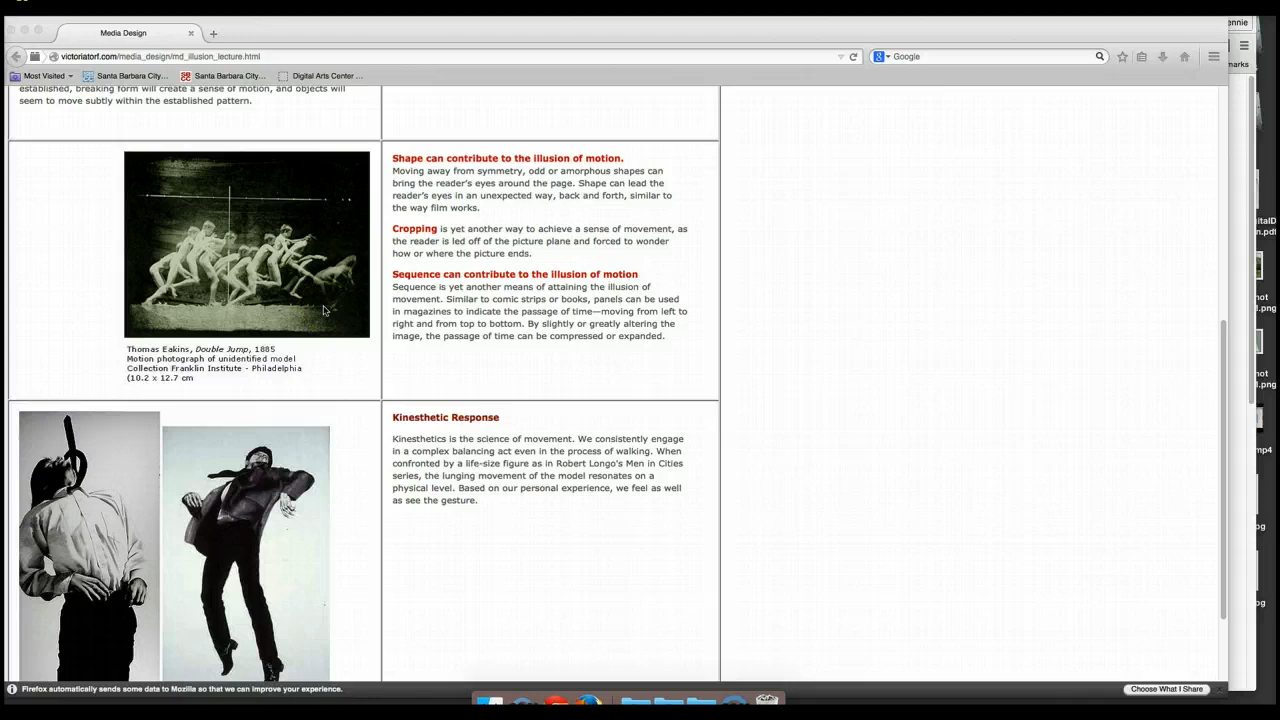 ennie
Media Design
victoriatorf.com/media_design/md_illusion_lecture.html
Google
marks
Most Visited
Santa Barbara City...
Santa Barbara City...
Digital Arts Center ...
established, breaking form will create a sense of motion, and objects will
seem to move subtly within the established pattern.
Shape can contribute to the illusion of motion.
Moving away from symmetry, odd or amorphous shapes can
bring the reader's eyes around the page. Shape can lead the
reader's eyes in an unexpected way, back and forth, similar to
the way film works.
Cropping is yet another way to achieve a sense of movement, as
the reader is led off of the picture plane and forced to wonder
how or where the picture ends.
Sequence can contribute to the illusion of motion
Sequence is yet another means of attaining the illusion of
movement. Similar to comic strips or books, panels can be used
in magazines to indicate the passage of time—moving from left to
right and from top to bottom. By slightly or greatly altering the
image, the passage of time can be compressed or expanded.
Thomas Eakins, Double Jump, 1885
Motion photograph of unidentified model
Collection Franklin Institute - Philadelphia
(10.2 x 12.7 cm
Kinesthetic Response
Kinesthetics is the science of movement. We consistently engage
in a complex balancing act even in the process of walking. When
confronted by a life-size figure as in Robert Longo's Men in Cities
series, the lunging movement of the model resonates on a
physical level. Based on our personal experience, we feel as well
as see the gesture.
italD
n.pdf
not
l.png
not
l.png
mp4
Firefox automatically sends some data to Mozilla so that we can improve your experience.
Choose What I Share